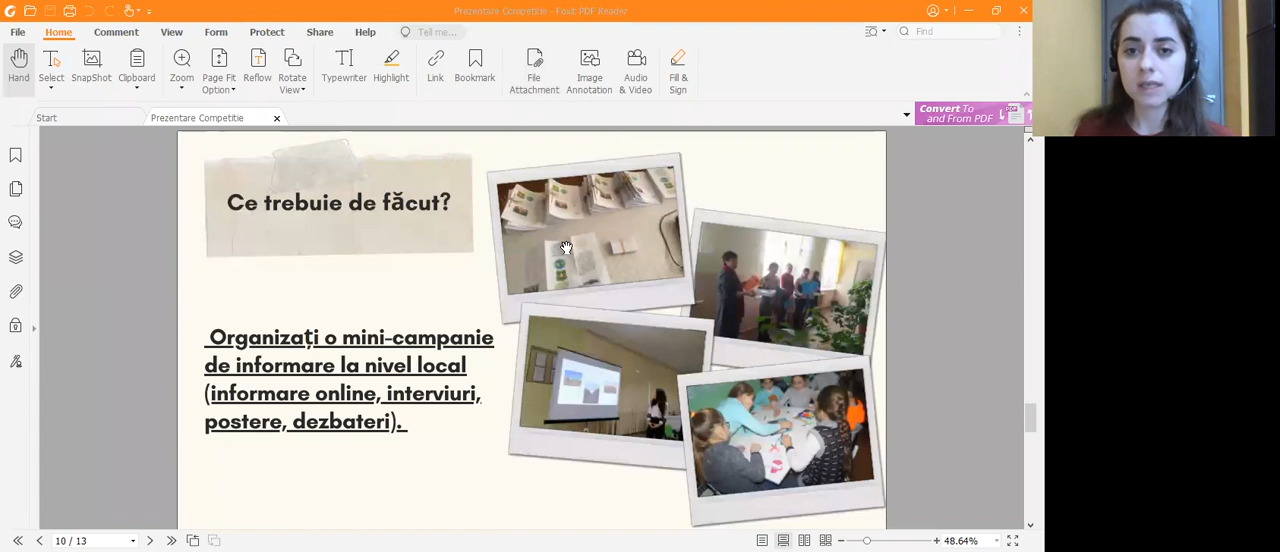 Prezentare Competitie - Foxit PDF Reader
File Home Comment View Form Protect Share Help Tell me... Find
Hand Select SnapShot Clipboard Zoom Page Fit Option Reflow Rotate View Typewriter Highlight Link Bookmark File Attachment Image Annotation Audio & Video Fill & Sign
Start Prezentare Competitie
Convert To
and From PDF
PDF
Ce trebuie de făcut?
Organizați o mini-campanie
de informare la nivel local
(informare online, interviuri,
postere, dezbateri).
10 / 13 48.64%